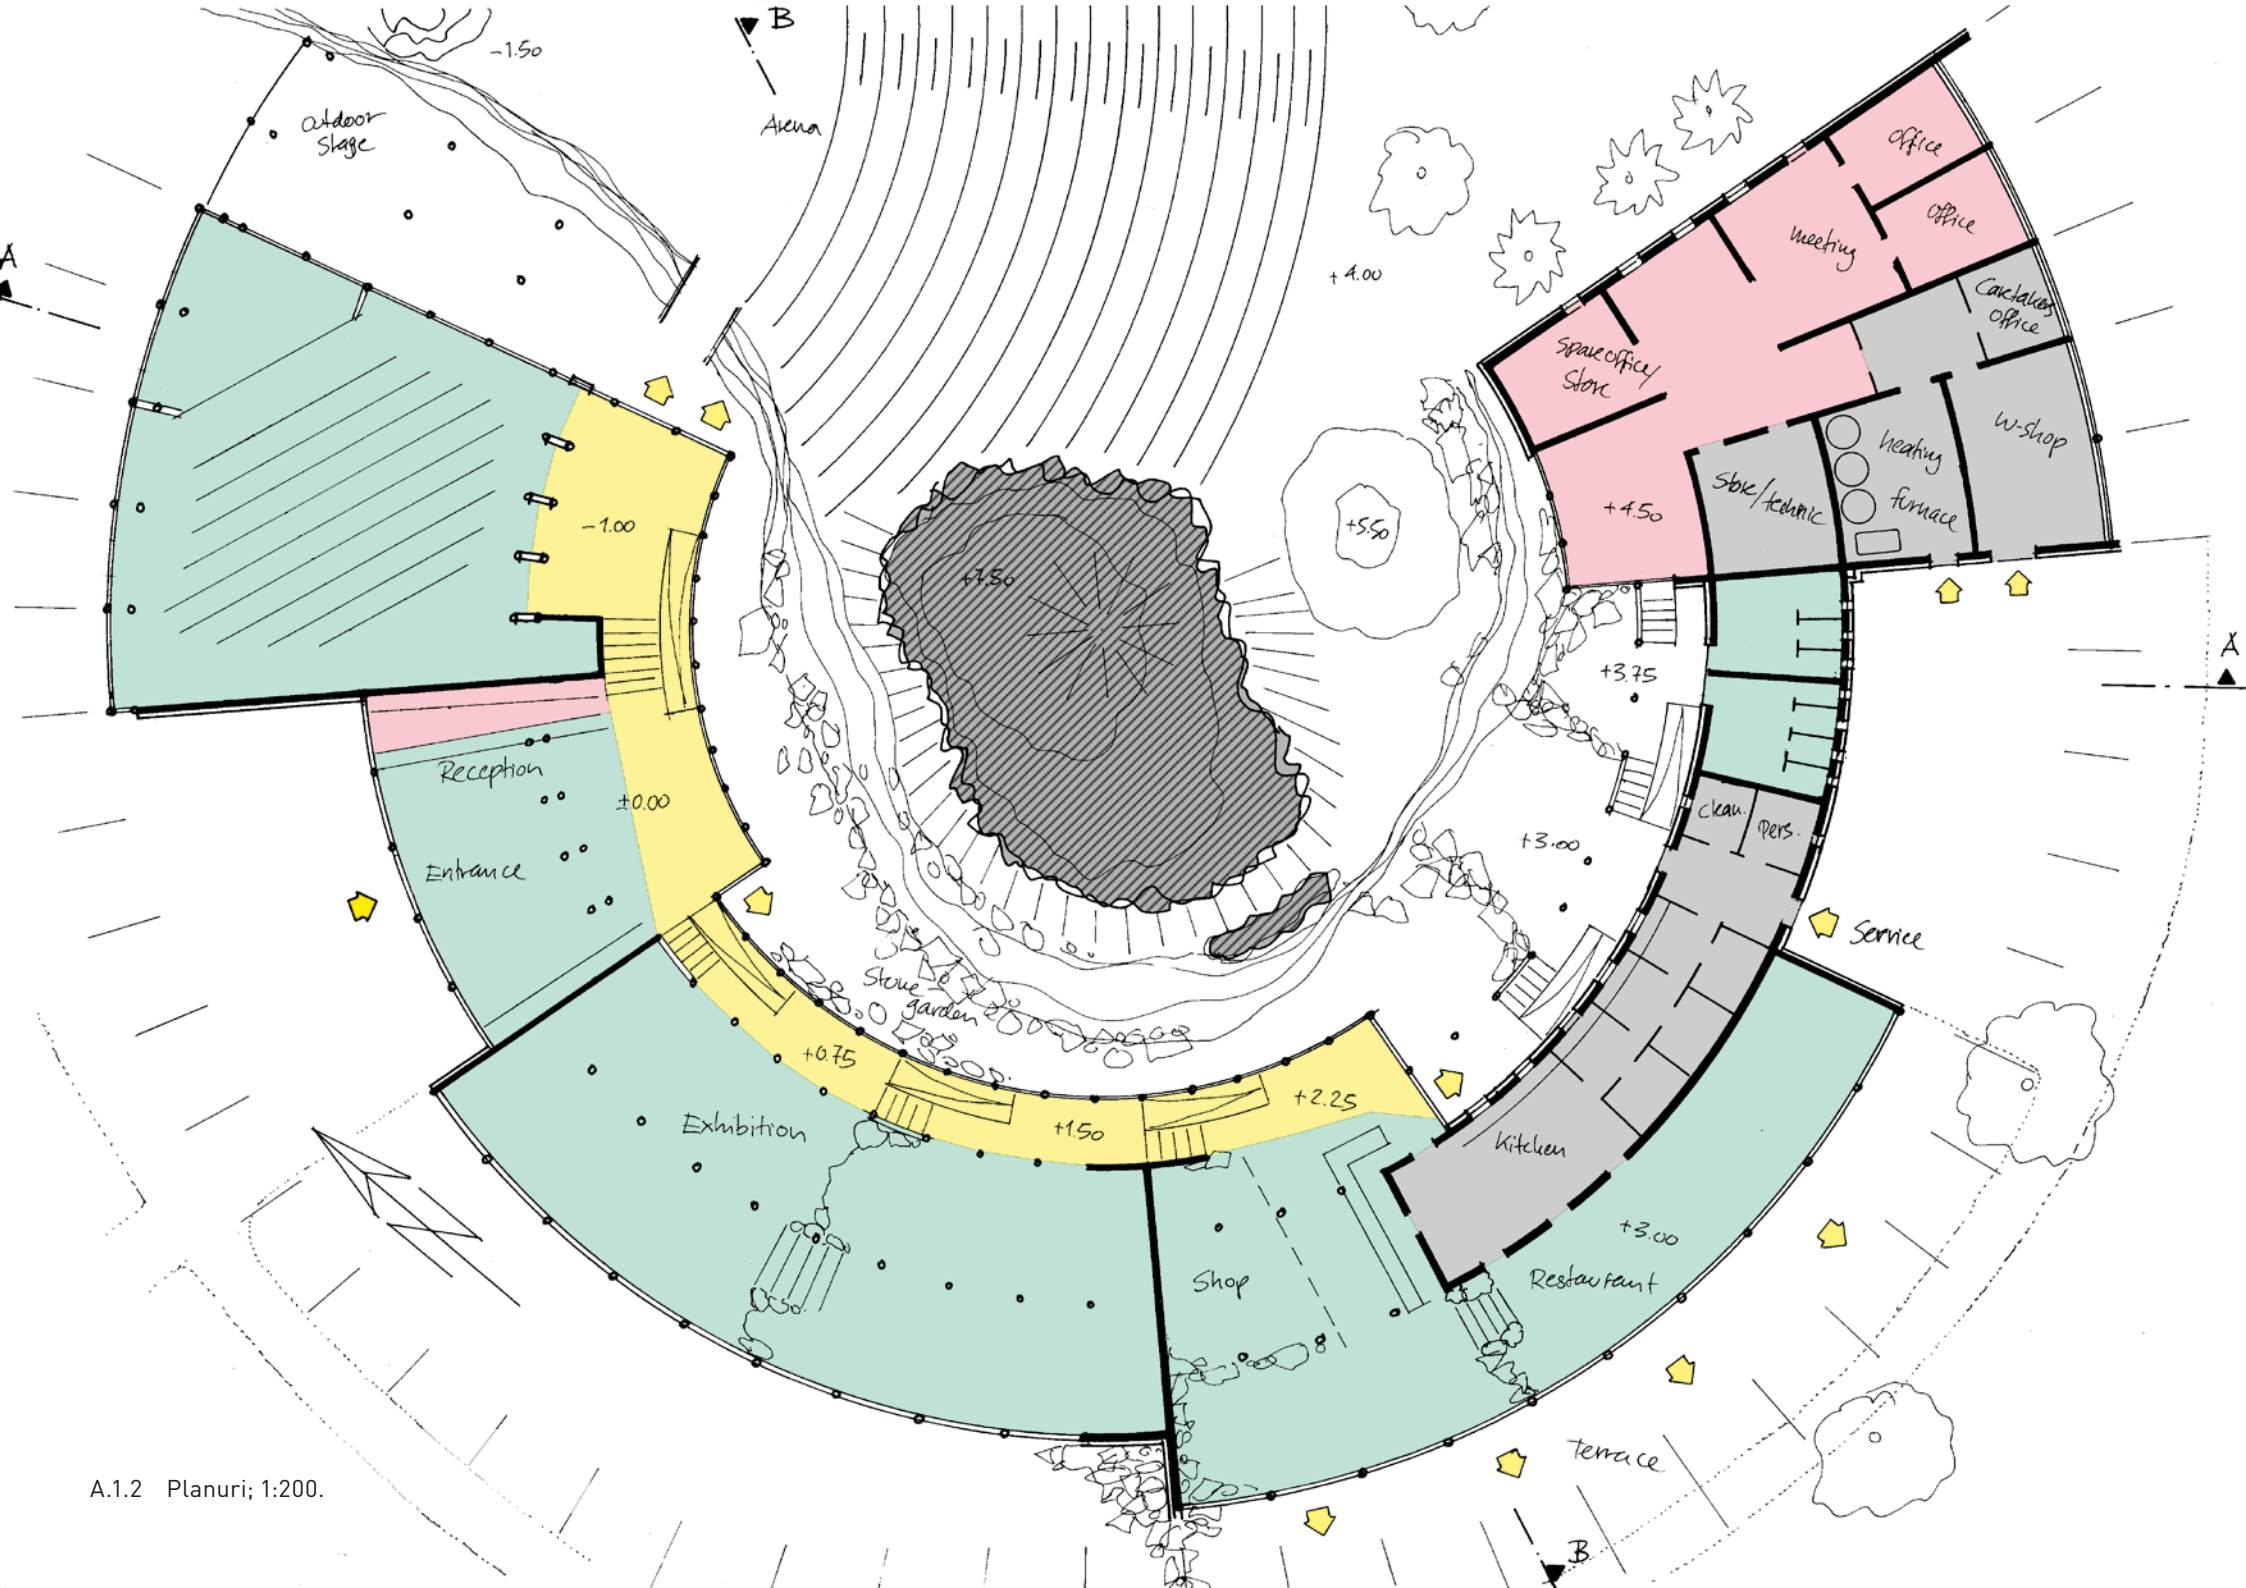 B
-1.50
Outdoor
Stage
Arena
Office
Office
meeting
A
+4.00
Caretakers
Office
Spare office/
Store
W-shop
heating
furnace
Store/technic
+4.50
-1.00
+5.50
+7.50
A
+3.75
Reception
±0.00
Clean.
Pers.
+3.00
Entrance
Service
Stone
garden
+0.75
+2.25
+1.50
Exhibition
Kitchen
+3.00
Shop
Restaurant
Terrace
A.1.2 Planuri; 1:200.
B